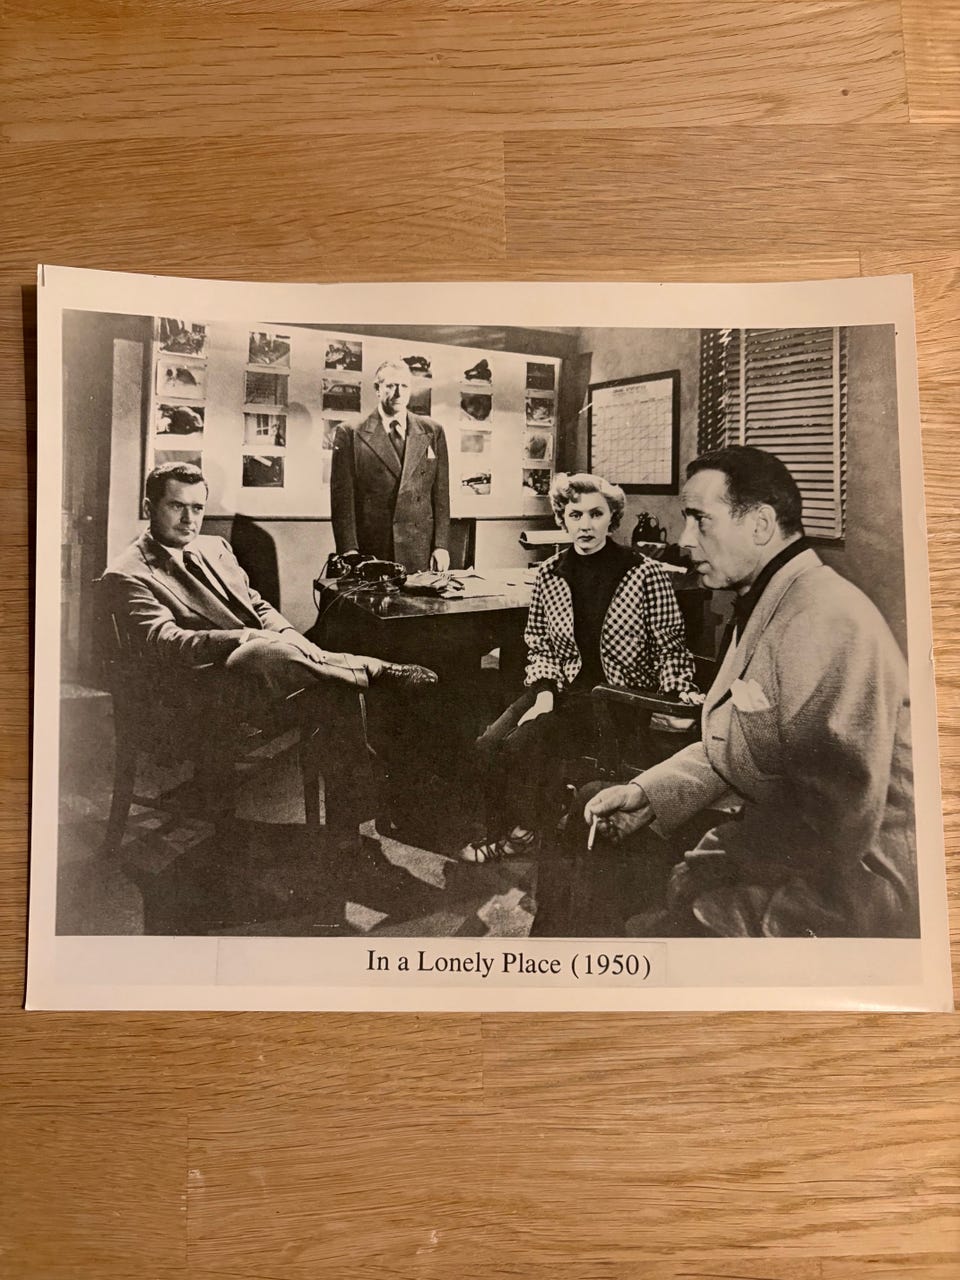 In a Lonely Place (1950)